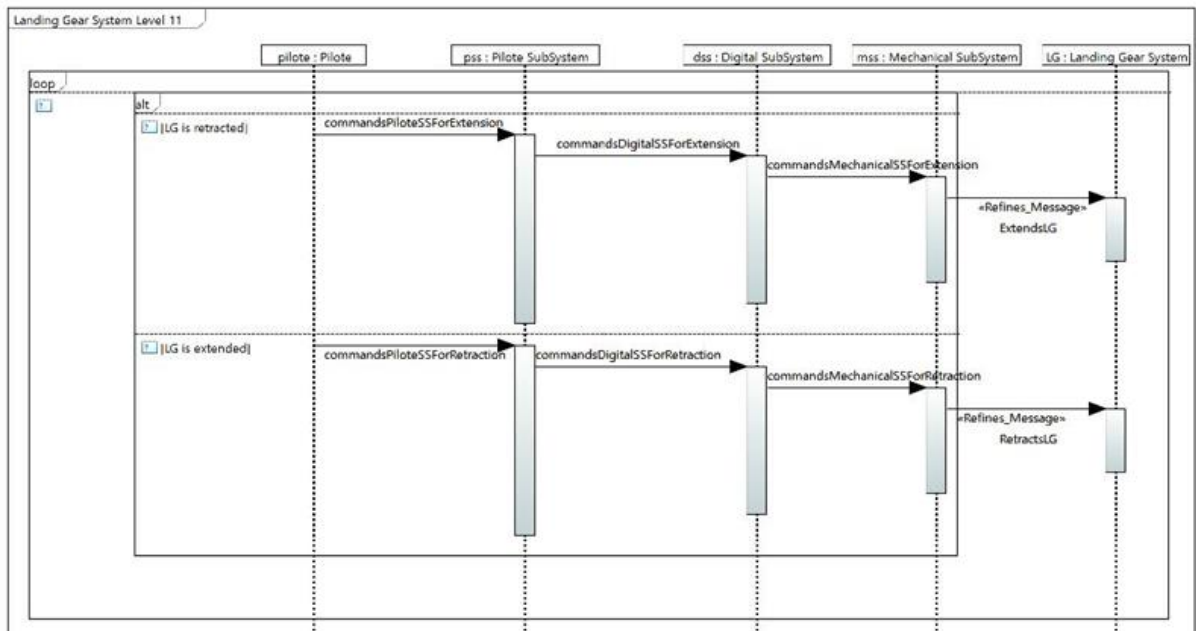 Landing Gear System Level 11
pilote : Pilote
pss : Pilote SubSystem
dss : Digital SubSystem
mss : Mechanical SubSystem
LG : Landing Gear System
loop
alt
[LG is retracted]
commandsPiloteSSForExtension
commandsDigitalSSForExtension
commandsMechanicalSSForExtension
«Refines_Message»
ExtendsLG
[LG is extended]
commandsPiloteSSForRetraction
commandsDigitalSSForRetraction
commandsMechanicalSSForRetraction
«Refines_Message»
RetractsLG